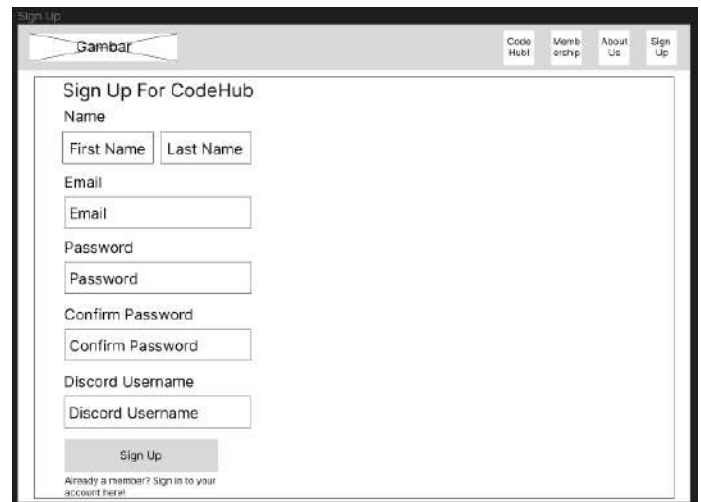 Sign Up
Gambar
Code
Hub!
Memb
ership
About
Us
Sign
Up
Sign Up For CodeHub
Name
First Name
Last Name
Email
Email
Password
Password
Confirm Password
Confirm Password
Discord Username
Discord Username
Sign Up
Already a member? Sign in to your
account here!